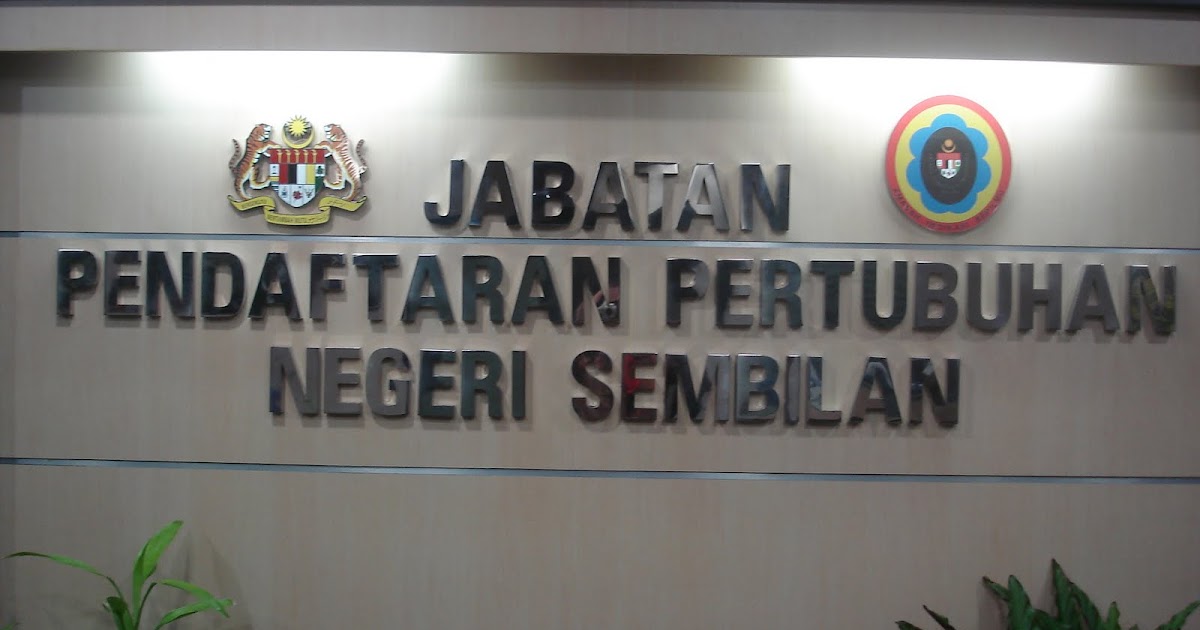 JABATAN
PENDAFTARAN PERTUBUHAN
NEGERI SEMBILAN